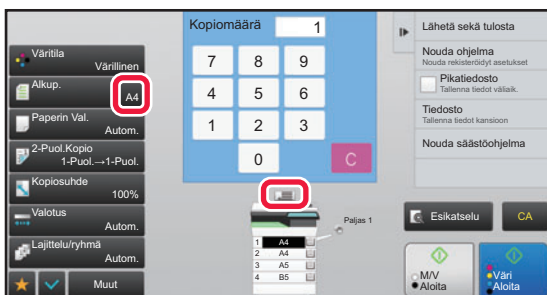 Väritila
Värillinen
Alkup.
A4
Paperin Val.
Autom.
2-Puol.Kopio
1-Puol.→1-Puol.
Kopiosuhde
100%
Valotus
Autom.
Lajittelu/ryhmä
Autom.
Muut
Kopiomäärä
1
7 8 9
4 5 6
1 2 3
0 C
Paljas 1
1 A4
2 A4
3 A5
4 B5
Lähetä sekä tulosta
Nouda ohjelma
Nouda rekisteröidyt asetukset
Pikatiedosto
Tallenna tiedot väliaik.
Tiedosto
Tallenna tiedot kansioon
Nouda säästöohjelma
Esikatselu
CA
M/V
Aloita
Väri
Aloita